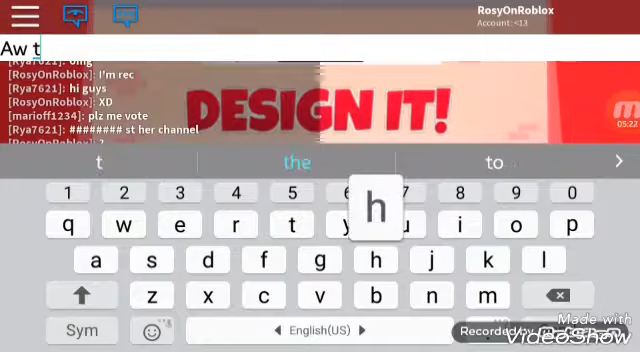 RosyOnRoblox
Account: <13
Aw t
[Rya7621]: omg
[RosyOnRoblox]: I'm rec
[Rya7621]: hi guys
[RosyOnRoblox]: XD
[marioff1234]: plz me vote
[Rya7621]: ######## st her channel
[RosyOnRoblox]: ?
DESIGN IT!
05:22
t the to
1 2 3 4 5 6 7 8 9 0
q w e r t y u i o p
h
a s d f g h j k l
z x c v b n m
Sym English(US)
Recorded by
Made with
VideoShow